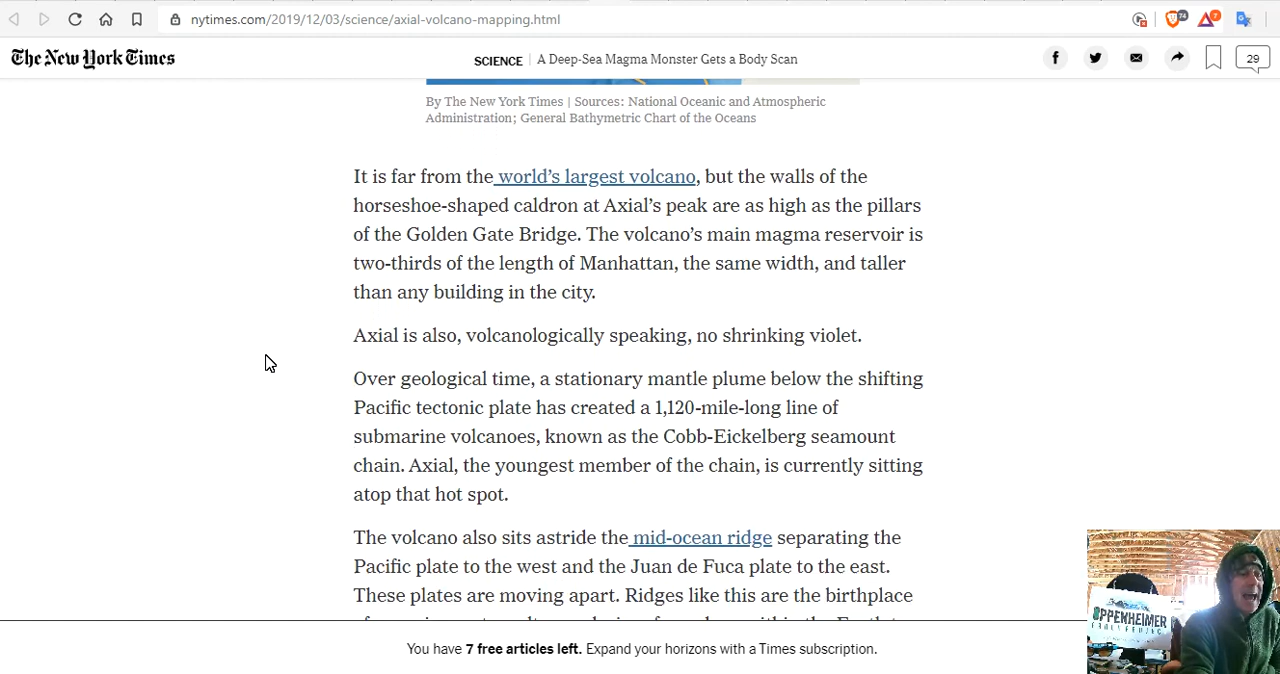 nytimes.com/2019/12/03/science/axial-volcano-mapping.html
74
7
The New York Times
SCIENCE | A Deep-Sea Magma Monster Gets a Body Scan
29
By The New York Times | Sources: National Oceanic and Atmospheric
Administration; General Bathymetric Chart of the Oceans
It is far from the world’s largest volcano, but the walls of the
horseshoe-shaped caldron at Axial’s peak are as high as the pillars
of the Golden Gate Bridge. The volcano’s main magma reservoir is
two-thirds of the length of Manhattan, the same width, and taller
than any building in the city.
Axial is also, volcanologically speaking, no shrinking violet.
Over geological time, a stationary mantle plume below the shifting
Pacific tectonic plate has created a 1,120-mile-long line of
submarine volcanoes, known as the Cobb-Eickelberg seamount
chain. Axial, the youngest member of the chain, is currently sitting
atop that hot spot.
The volcano also sits astride the mid-ocean ridge separating the
Pacific plate to the west and the Juan de Fuca plate to the east.
These plates are moving apart. Ridges like this are the birthplace
You have 7 free articles left. Expand your horizons with a Times subscription.
OPPENHEIMER